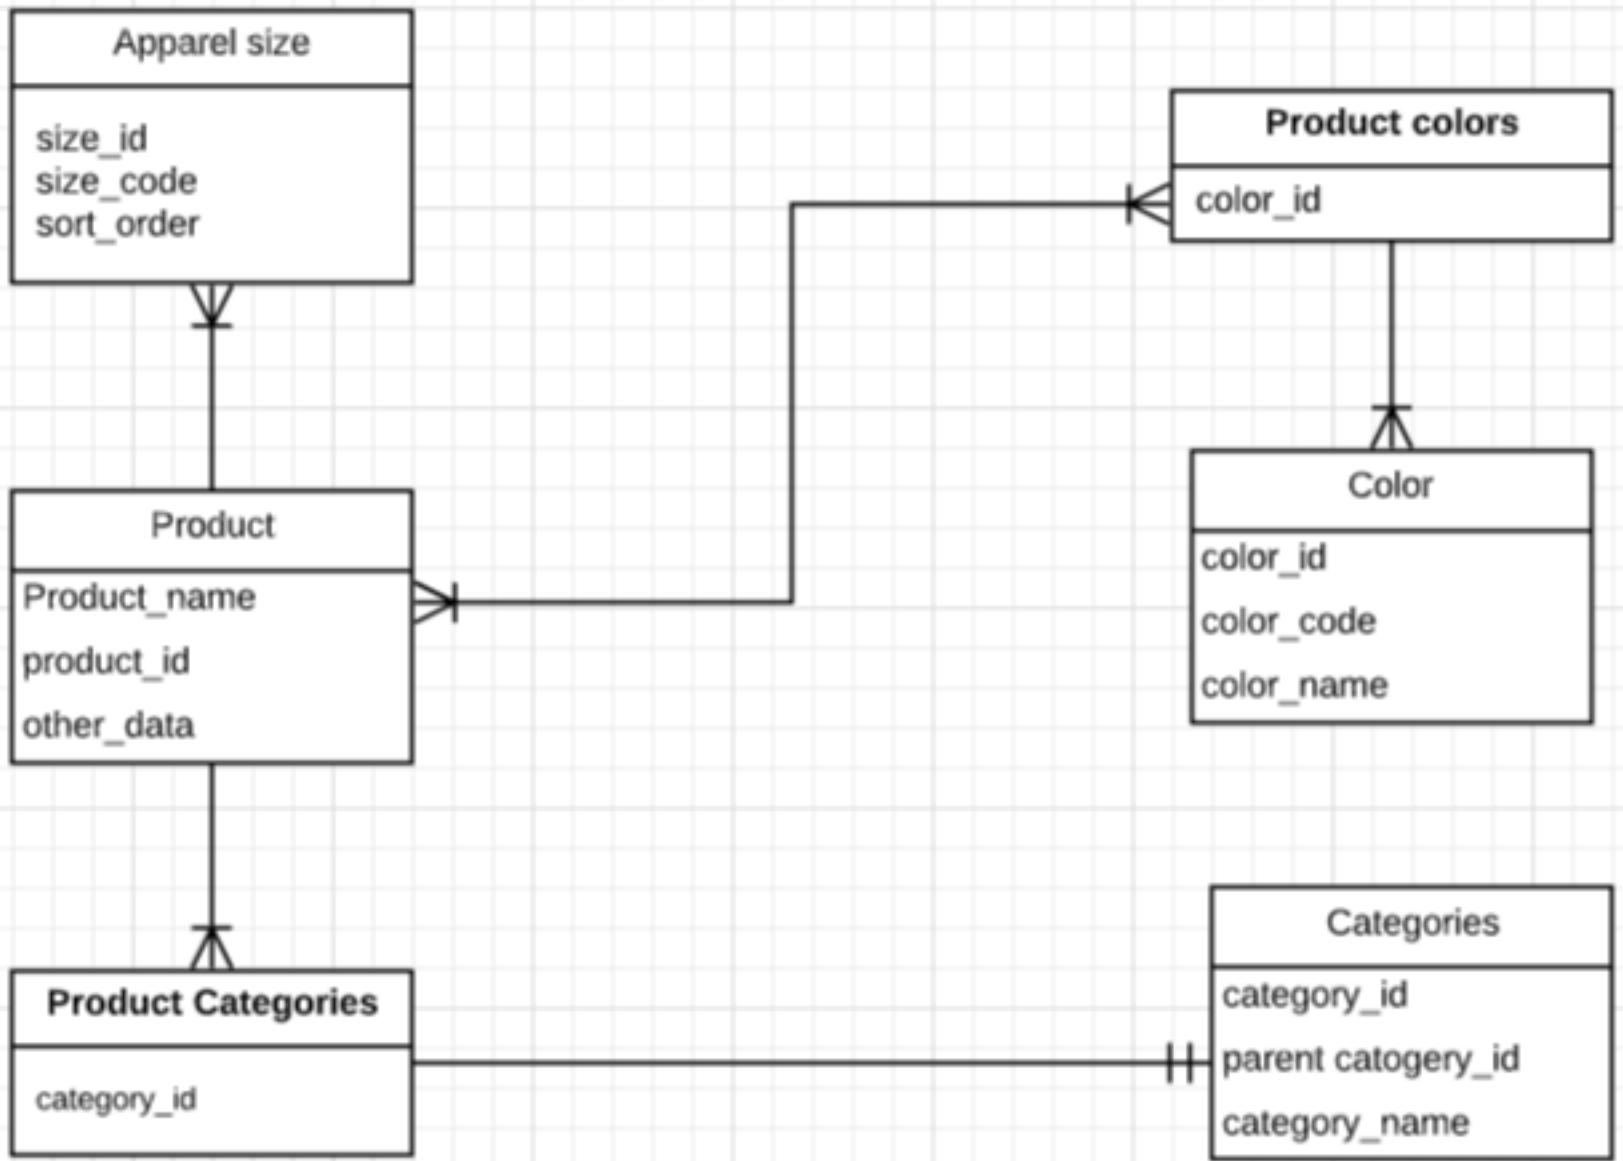 Apparel size
size_id
size_code
sort_order
Product colors
color_id
Product
Product_name
product_id
other_data
Color
color_id
color_code
color_name
Product Categories
category_id
Categories
category_id
parent catogery_id
category_name